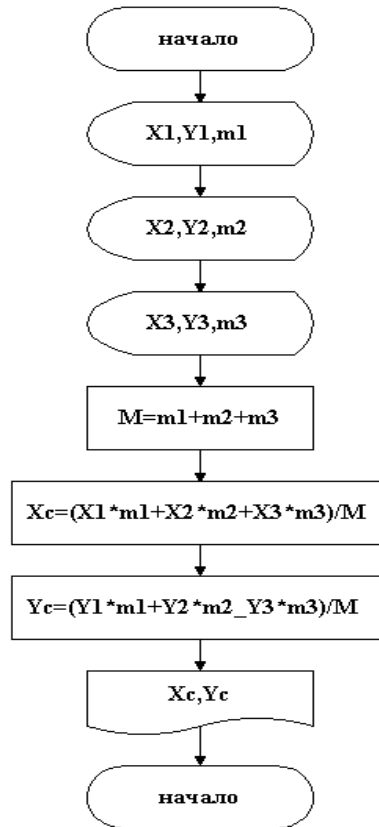 начало
X1,Y1,m1
X2,Y2,m2
X3,Y3,m3
M=m1+m2+m3
Xc=(X1*m1+X2*m2+X3*m3)/M
Yc=(Y1*m1+Y2*m2_Y3*m3)/M
Xc,Yc
начало